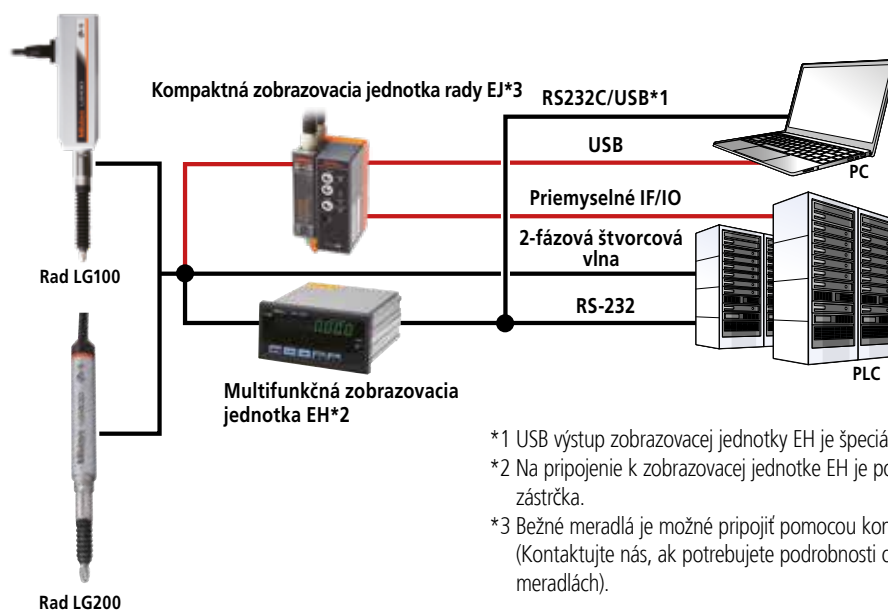 Kompaktná zobrazovacia jednotka rady EJ*3
RS232C/USB*1
USB
PC
Priemyselné IF/IO
2-fázová štvorcová
vlna
Rad LG100
RS-232
PLC
Multifunkčná zobrazovacia
jednotka EH*2
*1 USB výstup zobrazovacej jednotky EH je
*2 Na pripojenie k zobrazovacej jednotke EH je
zástrčka.
*3 Bežné meradlá je možné pripojiť pomocou
(Kontaktujte nás, ak potrebujete podrobnosti
meradlách).
Rad LG200